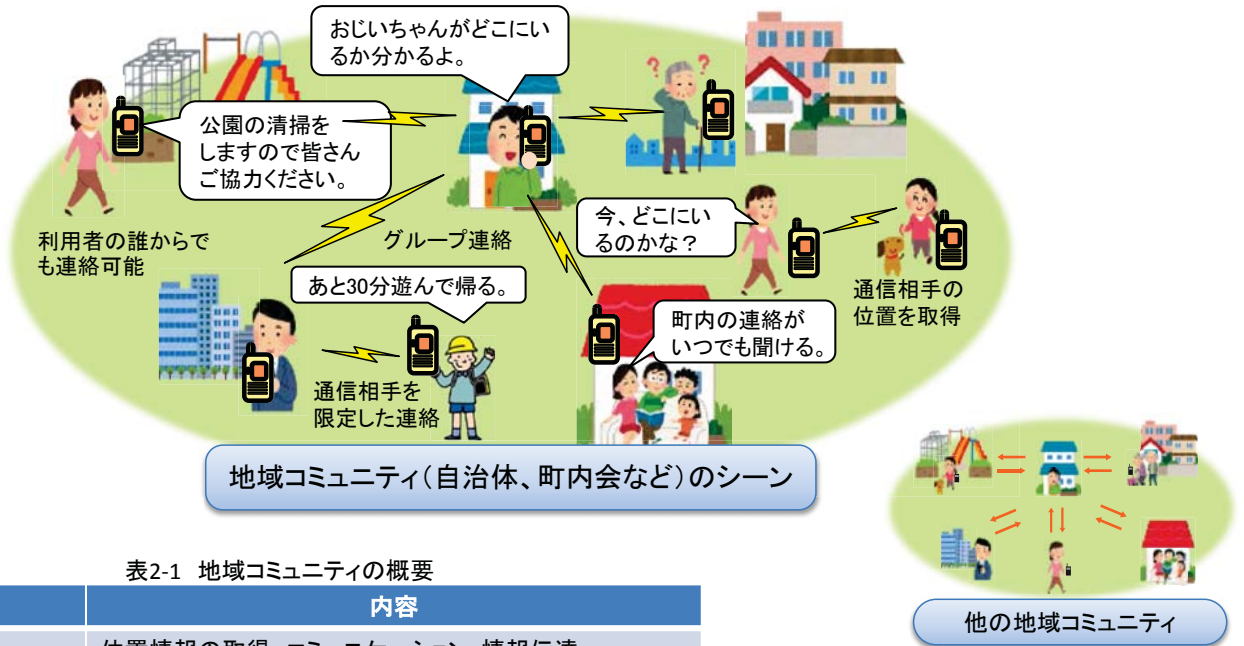 おじいちゃんがどこにい
るか分かるよ。
公園の清掃を
しますので皆さん
ご協力ください。
利用者の誰からで
も連絡可能
グループ連絡
今、どこにい
るのかな？
あと30分遊んで帰る。
通信相手の
位置を取得
町内の連絡が
いつでも聞ける。
通信相手を
限定した連絡
地域コミュニティ(自治体、町内会など)のシーン
他の地域コミュニティ
表2-1 地域コミュニティの概要
内容